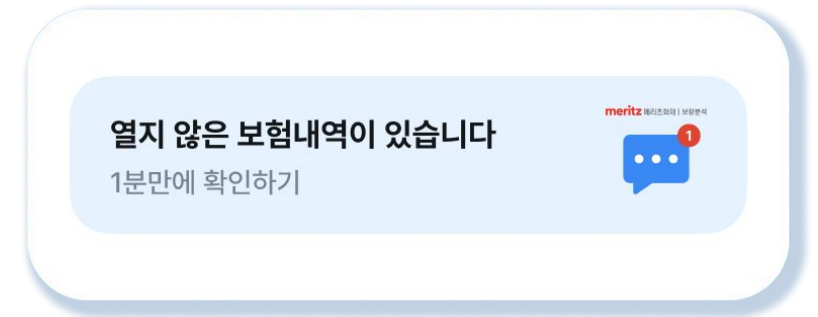 열지 않은 보험내역이 있습니다
1분만에 확인하기
meritz 메리츠화재 | 보장분석
1